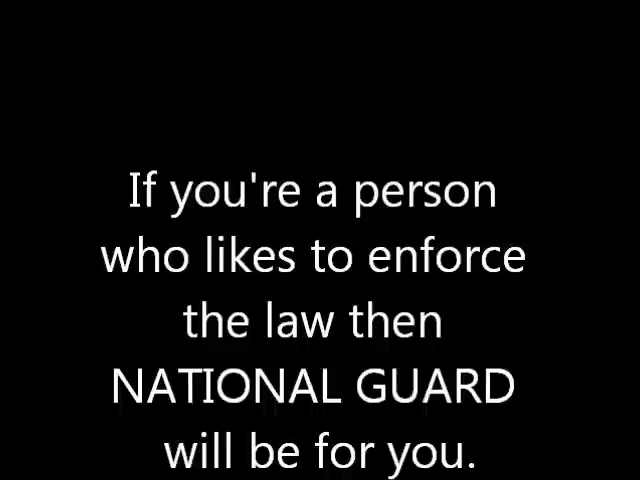 If you're a person
who likes to enforce
the law then
NATIONAL GUARD
will be for you.